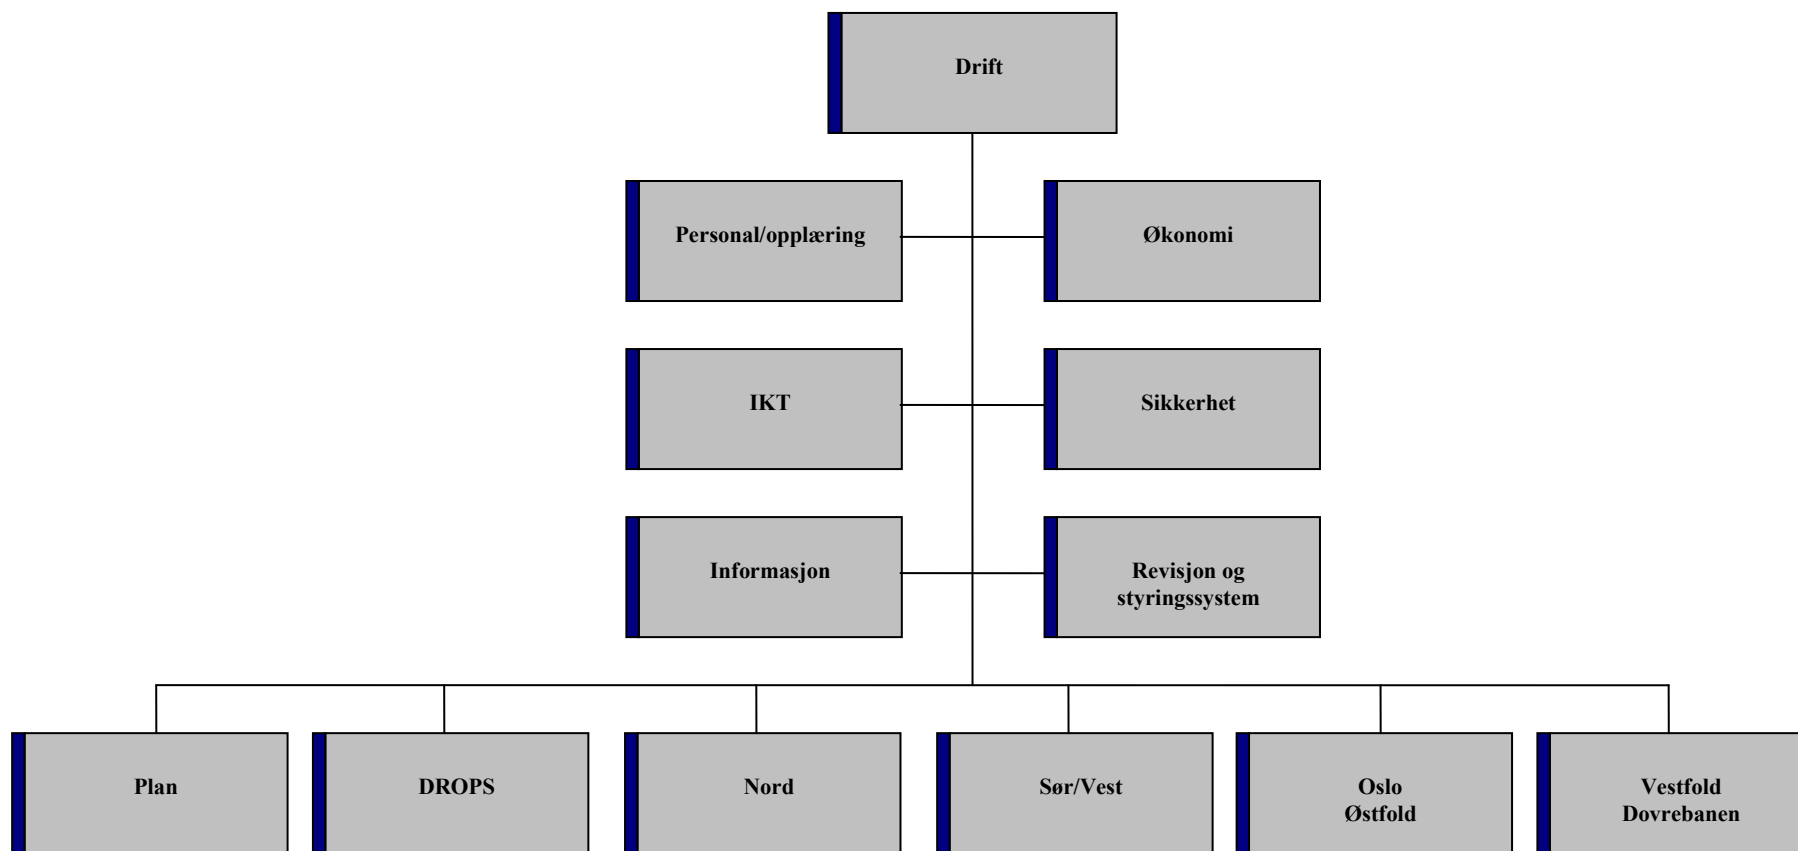 Drift
Personal/opplæring
Økonomi
IKT
Sikkerhet
Informasjon
Revisjon og
styringssystem
Plan
DROPS
Nord
Sør/Vest
Oslo
Østfold
Vestfold
Dovrebanen